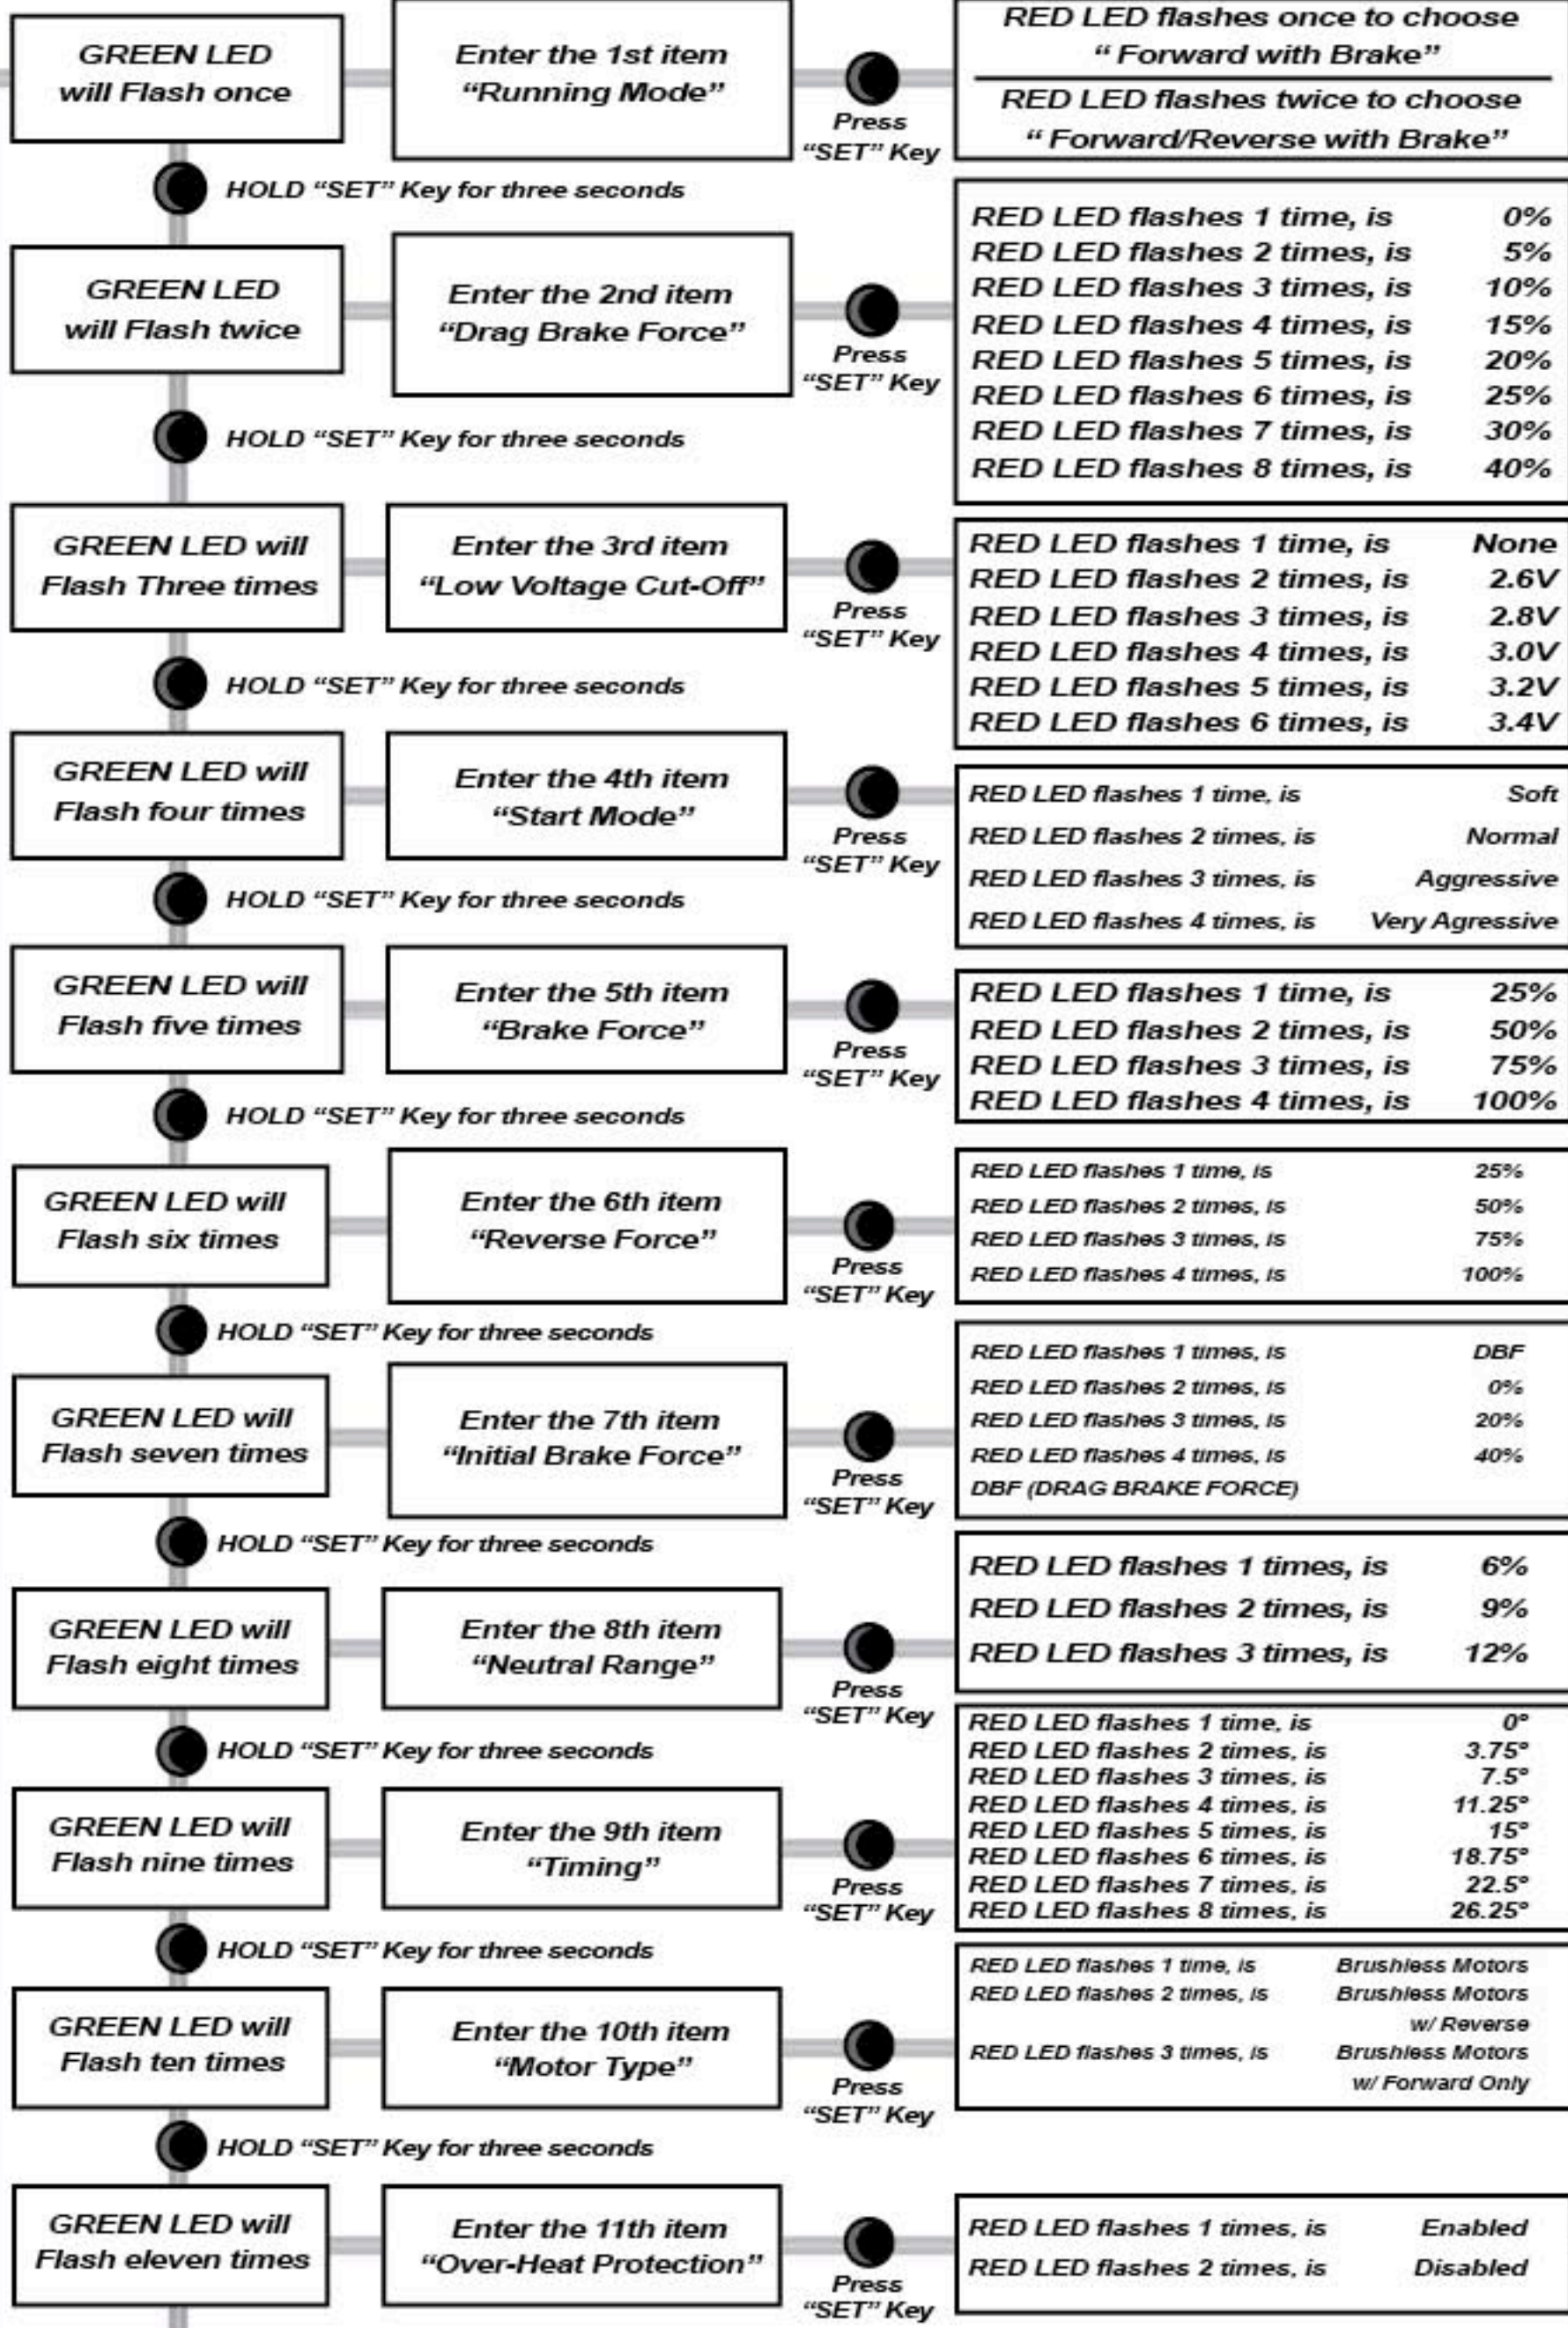 GREEN LED
will Flash once
Enter the 1st item
“Running Mode”
Press
“SET” Key
RED LED flashes once to choose
“ Forward with Brake”
RED LED flashes twice to choose
“ Forward/Reverse with Brake”
HOLD “SET” Key for three seconds
GREEN LED
will Flash twice
Enter the 2nd item
“Drag Brake Force”
Press
“SET” Key
RED LED flashes 1 time, is 0%
RED LED flashes 2 times, is 5%
RED LED flashes 3 times, is 10%
RED LED flashes 4 times, is 15%
RED LED flashes 5 times, is 20%
RED LED flashes 6 times, is 25%
RED LED flashes 7 times, is 30%
RED LED flashes 8 times, is 40%
HOLD “SET” Key for three seconds
GREEN LED will
Flash Three times
Enter the 3rd item
“Low Voltage Cut-Off”
Press
“SET” Key
RED LED flashes 1 time, is None
RED LED flashes 2 times, is 2.6V
RED LED flashes 3 times, is 2.8V
RED LED flashes 4 times, is 3.0V
RED LED flashes 5 times, is 3.2V
RED LED flashes 6 times, is 3.4V
HOLD “SET” Key for three seconds
GREEN LED will
Flash four times
Enter the 4th item
“Start Mode”
Press
“SET” Key
RED LED flashes 1 time, is Soft
RED LED flashes 2 times, is Normal
RED LED flashes 3 times, is Aggressive
RED LED flashes 4 times, is Very Agressive
HOLD “SET” Key for three seconds
GREEN LED will
Flash five times
Enter the 5th item
“Brake Force”
Press
“SET” Key
RED LED flashes 1 time, is 25%
RED LED flashes 2 times, is 50%
RED LED flashes 3 times, is 75%
RED LED flashes 4 times, is 100%
HOLD “SET” Key for three seconds
GREEN LED will
Flash six times
Enter the 6th item
“Reverse Force”
Press
“SET” Key
RED LED flashes 1 time, is 25%
RED LED flashes 2 times, is 50%
RED LED flashes 3 times, is 75%
RED LED flashes 4 times, is 100%
HOLD “SET” Key for three seconds
GREEN LED will
Flash seven times
Enter the 7th item
“Initial Brake Force”
Press
“SET” Key
RED LED flashes 1 times, is DBF
RED LED flashes 2 times, is 0%
RED LED flashes 3 times, is 20%
RED LED flashes 4 times, is 40%
DBF (DRAG BRAKE FORCE)
HOLD “SET” Key for three seconds
GREEN LED will
Flash eight times
Enter the 8th item
“Neutral Range”
Press
“SET” Key
RED LED flashes 1 times, is 6%
RED LED flashes 2 times, is 9%
RED LED flashes 3 times, is 12%
HOLD “SET” Key for three seconds
GREEN LED will
Flash nine times
Enter the 9th item
“Timing”
Press
“SET” Key
RED LED flashes 1 time, is 0°
RED LED flashes 2 times, is 3.75°
RED LED flashes 3 times, is 7.5°
RED LED flashes 4 times, is 11.25°
RED LED flashes 5 times, is 15°
RED LED flashes 6 times, is 18.75°
RED LED flashes 7 times, is 22.5°
RED LED flashes 8 times, is 26.25°
HOLD “SET” Key for three seconds
GREEN LED will
Flash ten times
Enter the 10th item
“Motor Type”
Press
“SET” Key
RED LED flashes 1 time, is Brushless Motors
RED LED flashes 2 times, is Brushless Motors
w/ Reverse
RED LED flashes 3 times, is Brushless Motors
w/ Forward Only
HOLD “SET” Key for three seconds
GREEN LED will
Flash eleven times
Enter the 11th item
“Over-Heat Protection”
Press
“SET” Key
RED LED flashes 1 times, is Enabled
RED LED flashes 2 times, is Disabled